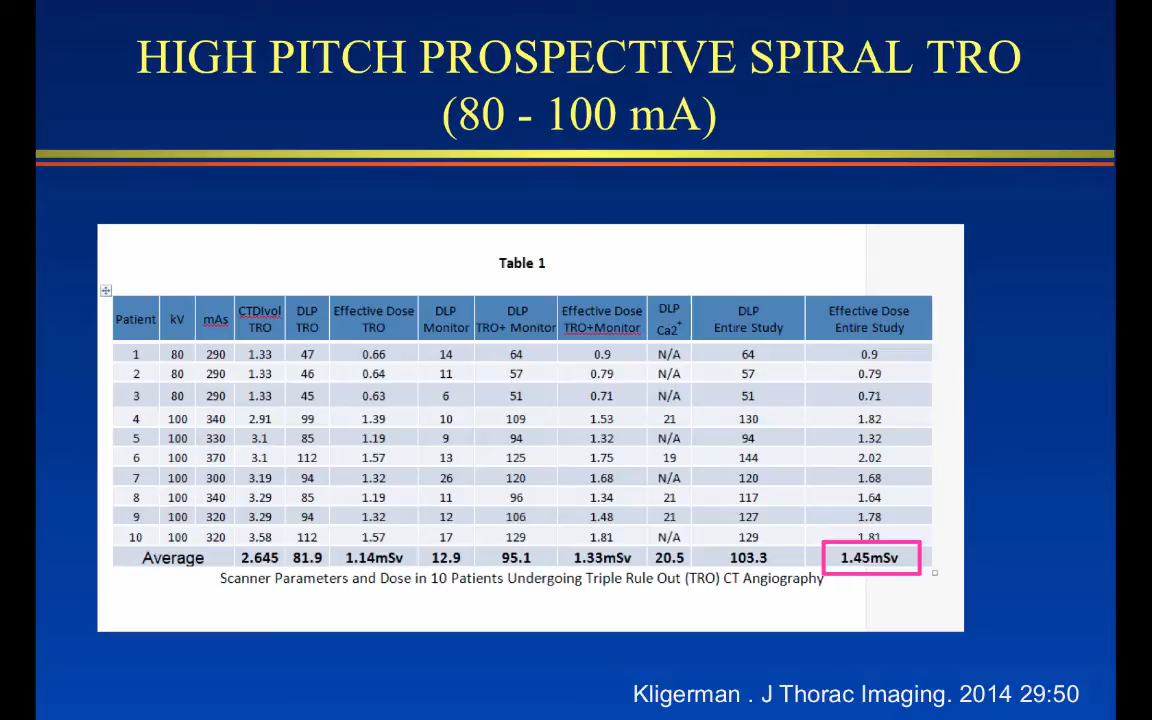 HIGH PITCH PROSPECTIVE SPIRAL TRO
(80 - 100 mA)
Table 1
Patient kV mAs CTDIvol TRO DLP TRO Effective Dose TRO DLP Monitor DLP TRO+ Monitor Effective Dose TRO+Monitor DLP Ca2+ DLP Entire Study Effective Dose Entire Study
1 80 290 1.33 47 0.66 14 64 0.9 N/A 64 0.9
2 80 290 1.33 46 0.64 11 57 0.79 N/A 57 0.79
3 80 290 1.33 45 0.63 6 51 0.71 N/A 51 0.71
4 100 340 2.91 99 1.39 10 109 1.53 21 130 1.82
5 100 330 3.1 85 1.19 9 94 1.32 N/A 94 1.32
6 100 370 3.1 112 1.57 13 125 1.75 19 144 2.02
7 100 300 3.19 94 1.32 26 120 1.68 N/A 120 1.68
8 100 340 3.29 85 1.19 11 96 1.34 21 117 1.64
9 100 320 3.29 94 1.32 12 106 1.48 21 127 1.78
10 100 320 3.58 112 1.57 17 129 1.81 N/A 129 1.81
Average 2.645 81.9 1.14mSv 12.9 95.1 1.33mSv 20.5 103.3 1.45mSv
Scanner Parameters and Dose in 10 Patients Undergoing Triple Rule Out (TRO) CT Angiography
Kligerman . J Thorac Imaging. 2014 29:50